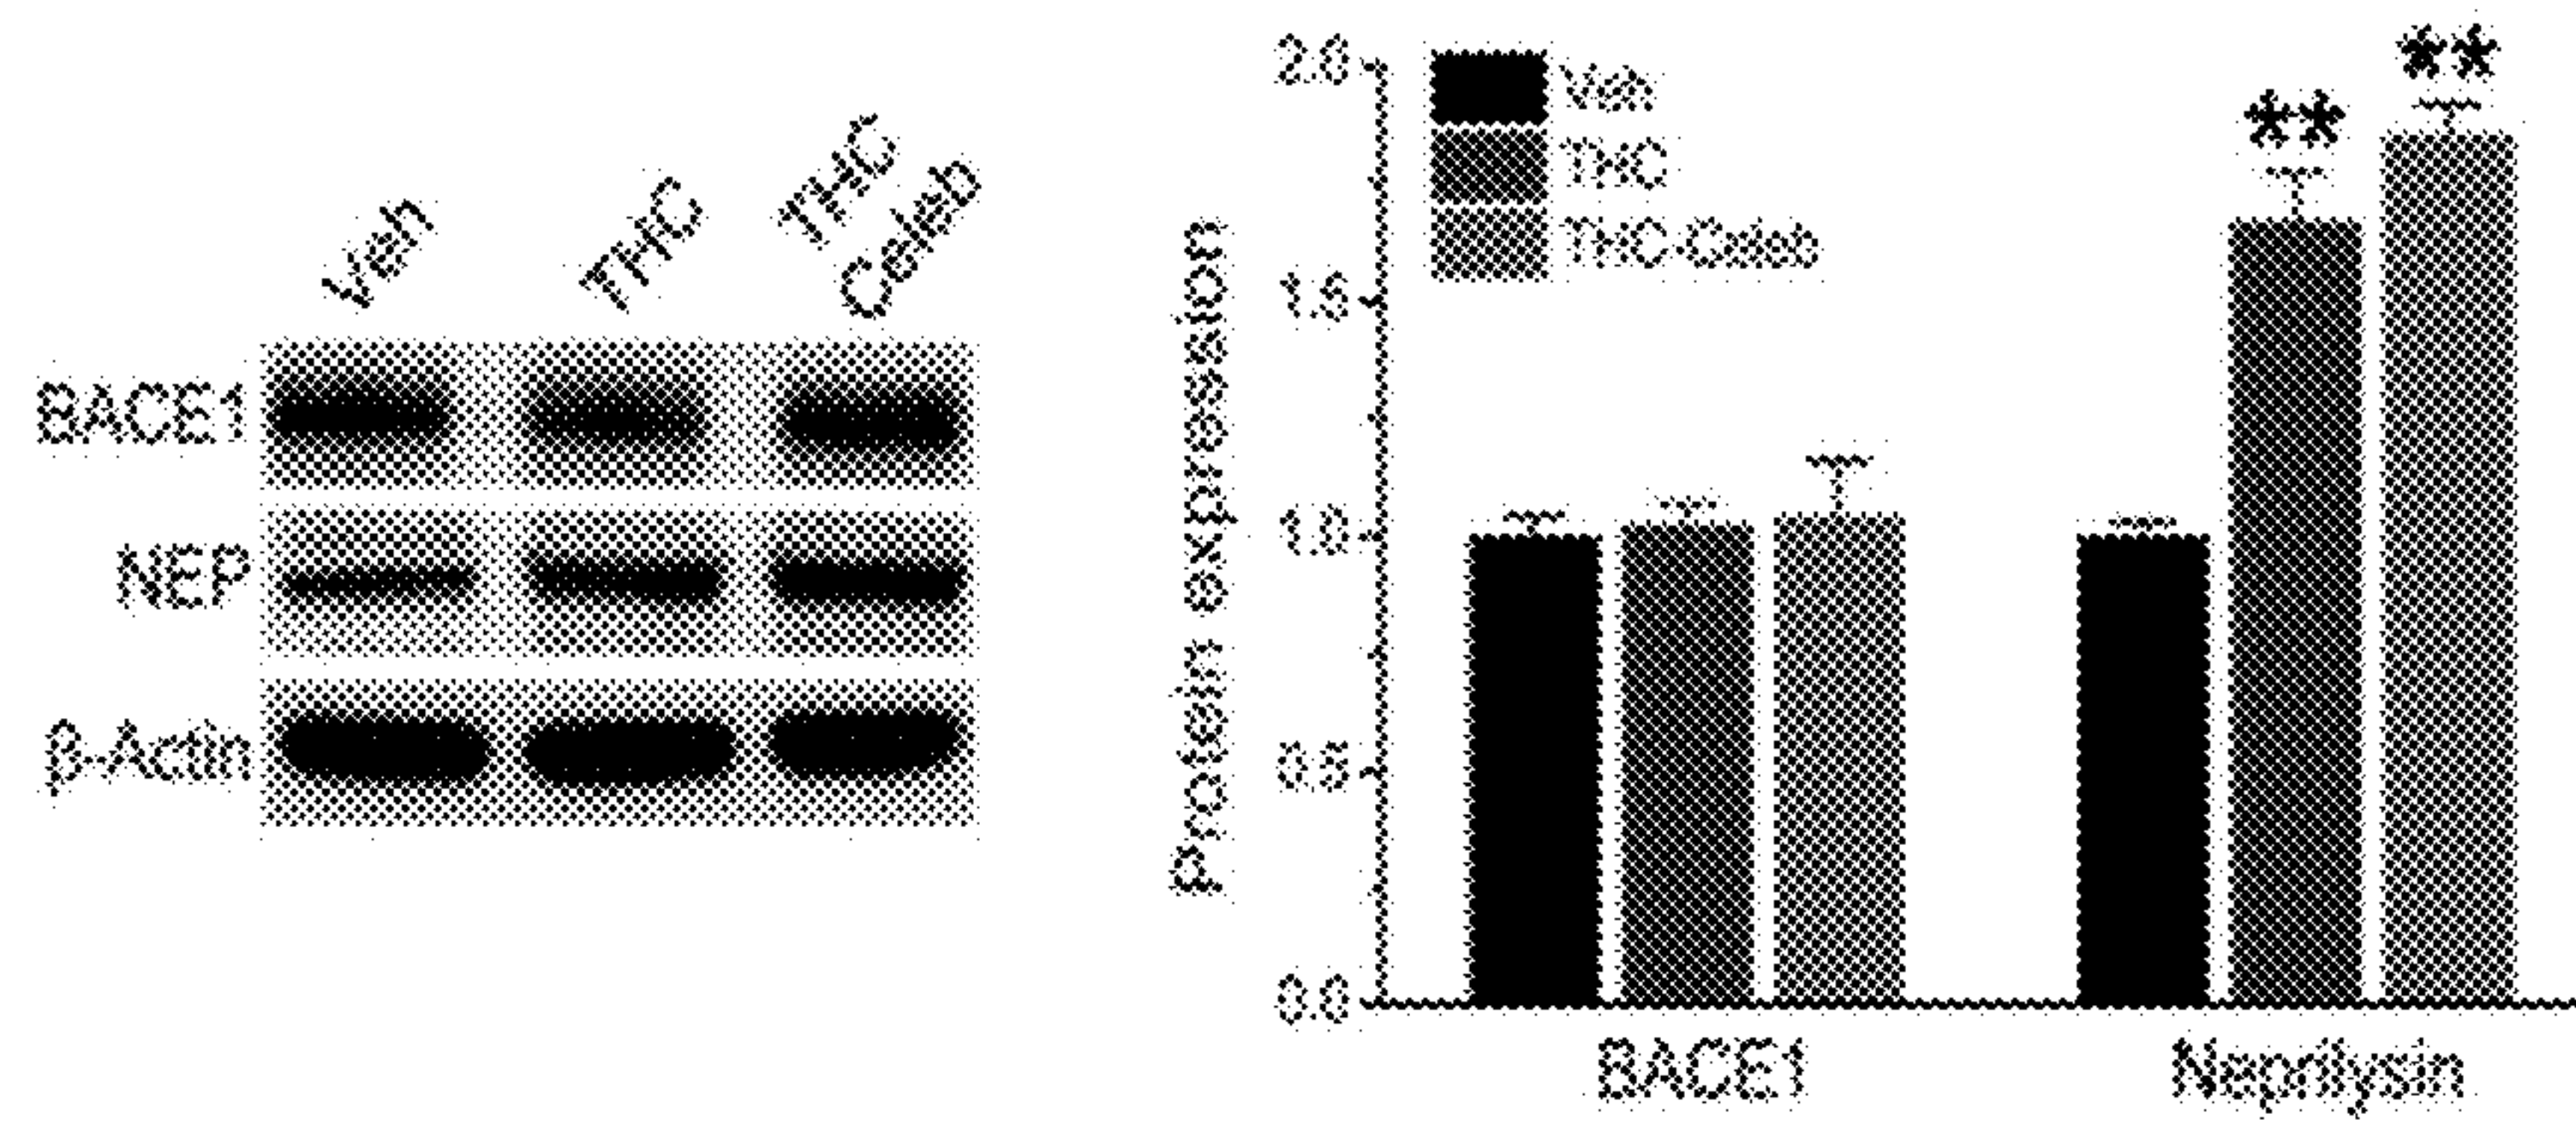 Veh
THC
THC
Celeb
BACE1
NEP
β-Actin
Protein expression
2.0
1.5
1.0
0.5
0.0
Veh
THC
THC-Celeb
**
**
BACE1
Neprilysin